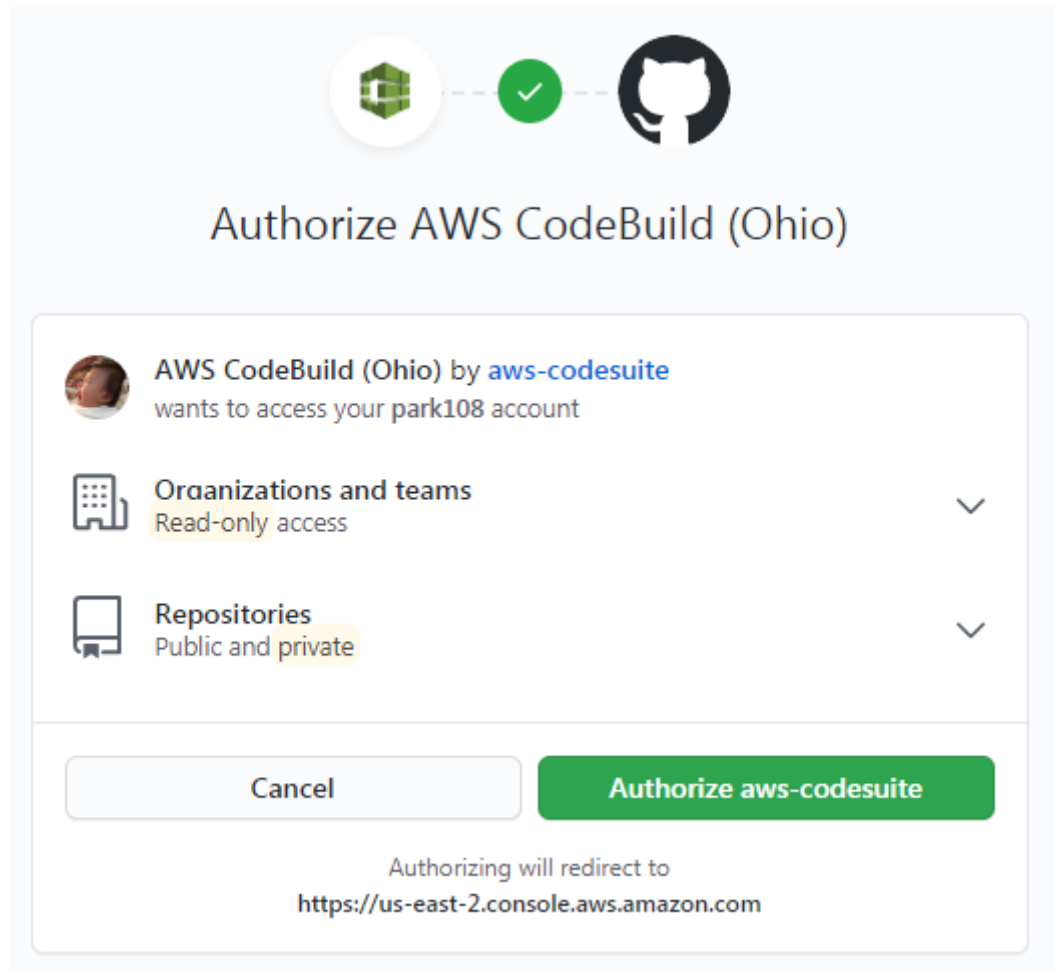 Authorize AWS CodeBuild (Ohio)
AWS CodeBuild (Ohio) by aws-codesuite
wants to access your park108 account
Organizations and teams
Read-only access
Repositories
Public and private
Cancel
Authorize aws-codesuite
Authorizing will redirect to
https://us-east-2.console.aws.amazon.com